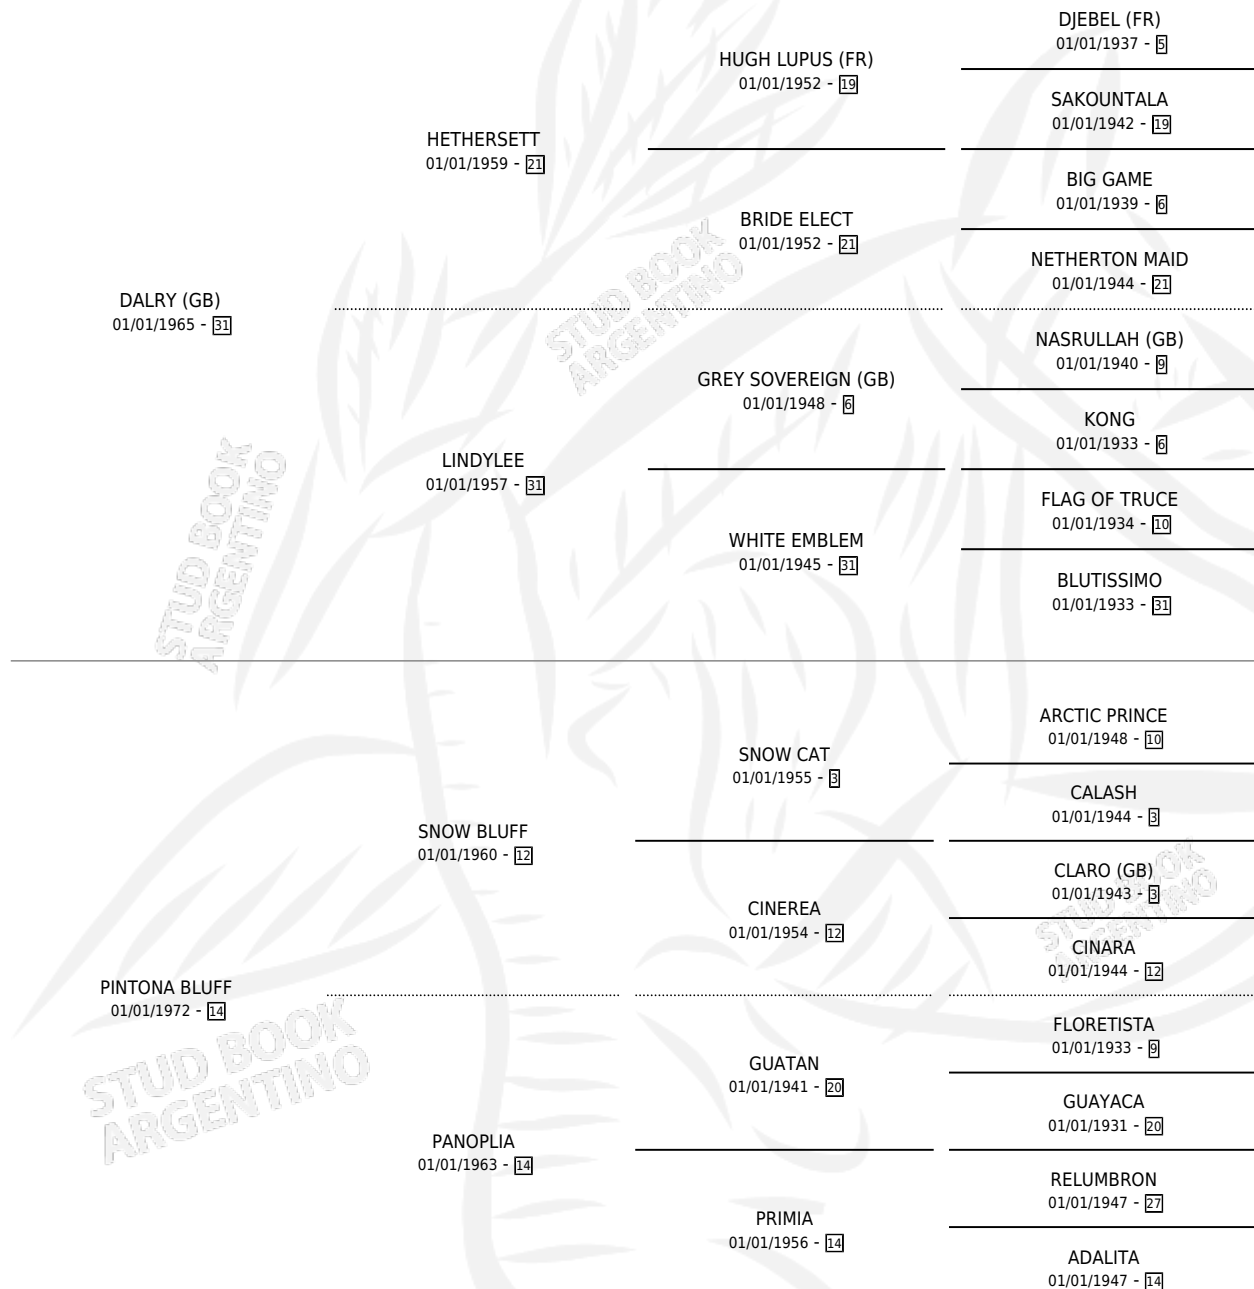 DJEBEL (FR)
01/01/1937 - 5
HUGH LUPUS (FR)
01/01/1952 - 19
SAKOUNTALA
01/01/1942 - 19
HETHERSETT
01/01/1959 - 21
BIG GAME
01/01/1939 - 6
BRIDE ELECT
01/01/1952 - 21
NETHERTON MAID
01/01/1944 - 21
DALRY (GB)
01/01/1965 - 31
NASRULLAH (GB)
01/01/1940 - 9
GREY SOVEREIGN (GB)
01/01/1948 - 6
KONG
01/01/1933 - 6
LINDYLEE
01/01/1957 - 31
FLAG OF TRUCE
01/01/1934 - 10
WHITE EMBLEM
01/01/1945 - 31
BLUTISSIMO
01/01/1933 - 31
ARCTIC PRINCE
01/01/1948 - 10
SNOW CAT
01/01/1955 - 3
CALASH
01/01/1944 - 3
SNOW BLUFF
01/01/1960 - 12
CLARO (GB)
01/01/1943 - 3
CINEREA
01/01/1954 - 12
CINARA
01/01/1944 - 12
PINTONA BLUFF
01/01/1972 - 14
FLORETISTA
01/01/1933 - 9
GUATAN
01/01/1941 - 20
GUAYACA
01/01/1931 - 20
PANOPLIA
01/01/1963 - 14
RELUMBRON
01/01/1947 - 27
PRIMIA
01/01/1956 - 14
ADALITA
01/01/1947 - 14
STUD BOOK
ARGENTINO
STUD BOOK
ARGENTINO
STUD BOOK
ARGENTINO
STUD BOOK
ARGENTINO